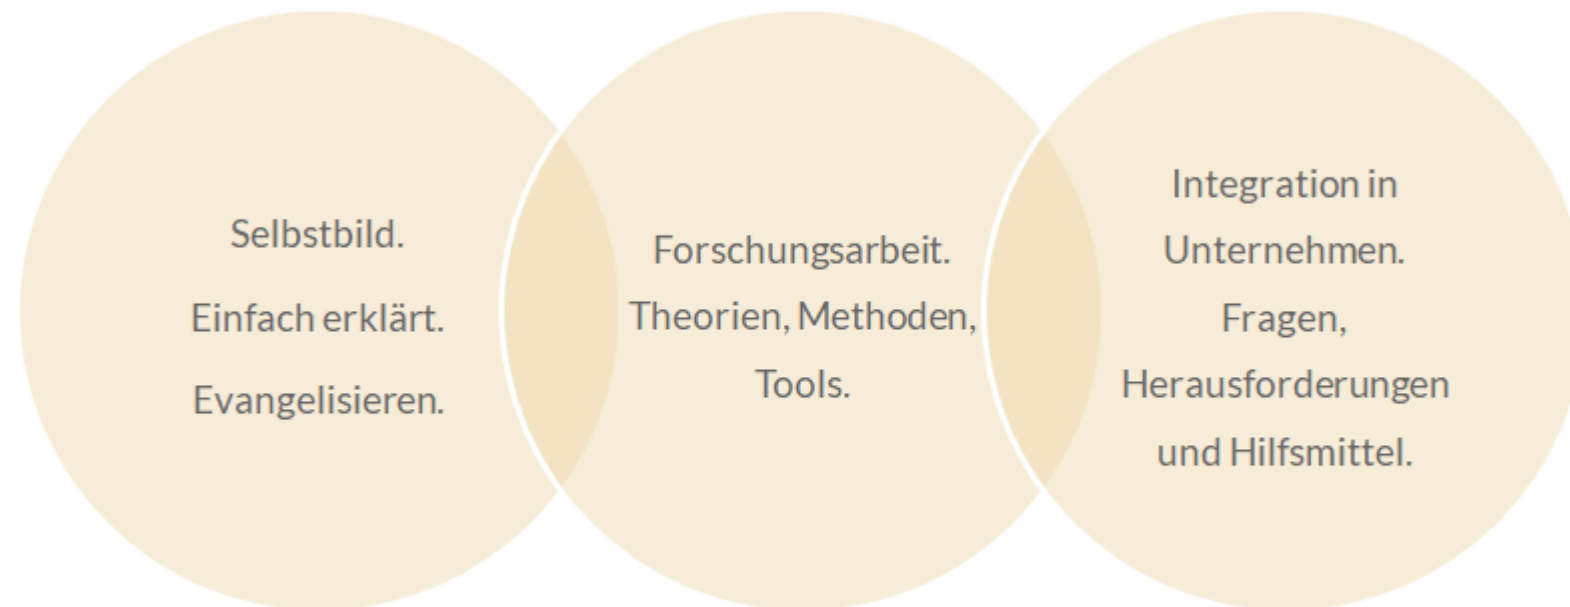 Selbstbild.
Einfach erklärt.
Evangelisieren.
Forschungsarbeit.
Theorien, Methoden,
Tools.
Integration in
Unternehmen.
Fragen,
Herausforderungen
und Hilfsmittel.